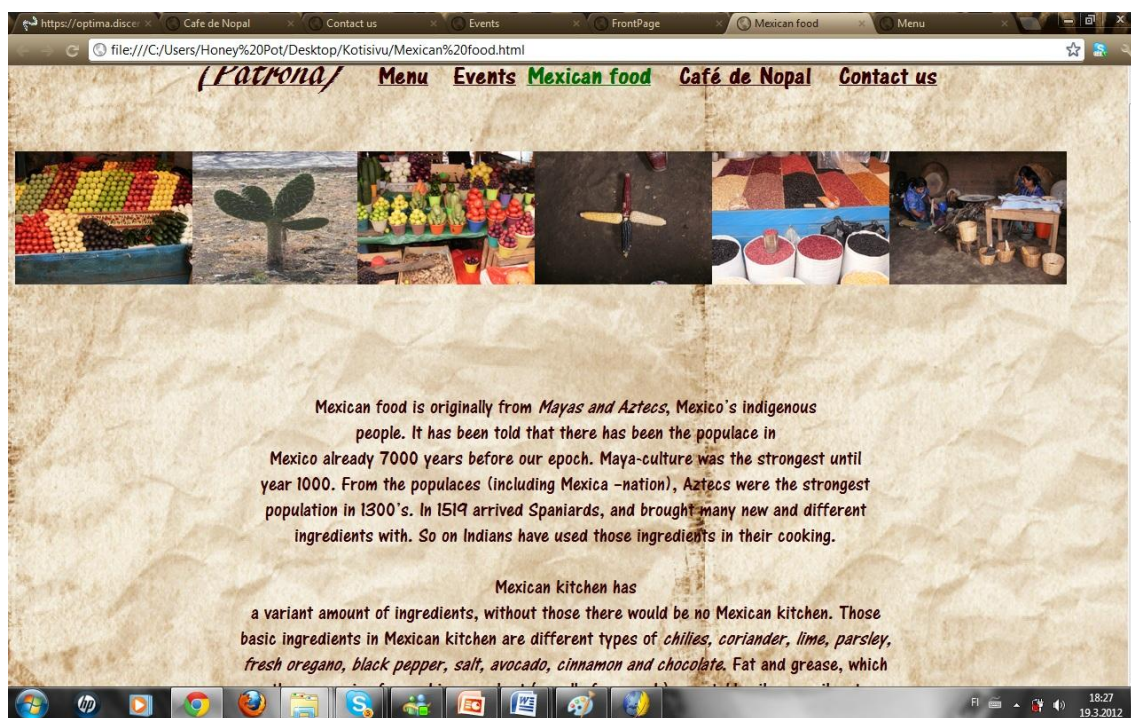 https://optima.discer
Cafe de Nopal
Contact us
Events
FrontPage
Mexican food
Menu
file:///C:/Users/Honey%20Pot/Desktop/Kotisivu/Mexican%20food.html
(Patrona) Menu Events Mexican food Café de Nopal Contact us
Mexican food is originally from Mayas and Aztecs, Mexico's indigenous
people. It has been told that there has been the populace in
Mexico already 7000 years before our epoch. Maya-culture was the strongest until
year 1000. From the populaces (including Mexica –nation), Aztecs were the strongest
population in 1300's. In 1519 arrived Spaniards, and brought many new and different
ingredients with. So on Indians have used those ingredients in their cooking.
Mexican kitchen has
a variant amount of ingredients, without those there would be no Mexican kitchen. Those
basic ingredients in Mexican kitchen are different types of chilies, coriander, lime, parsley,
fresh oregano, black pepper, salt, avocado, cinnamon and chocolate. Fat and grease, which
FI
18:27
19.3.2012